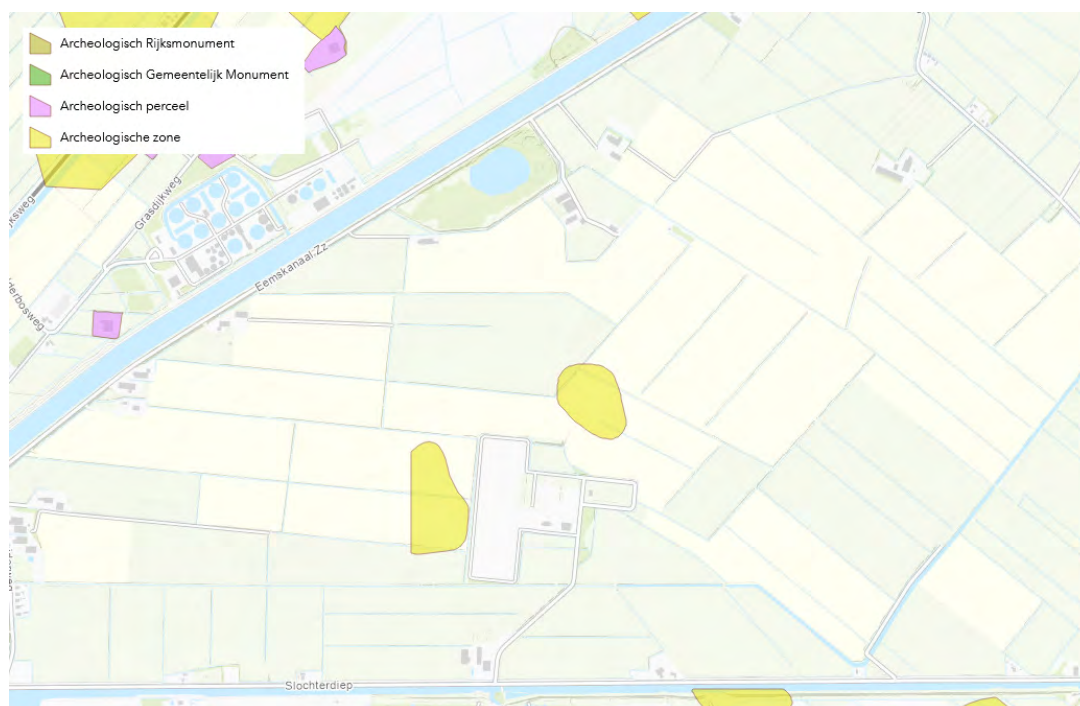 Archeologisch Rijksmonument
Archeologisch Gemeentelijk Monument
Archeologisch perceel
Archeologische zone
Grasdijkweg
Eemskanaal Zz
Slochterdiep